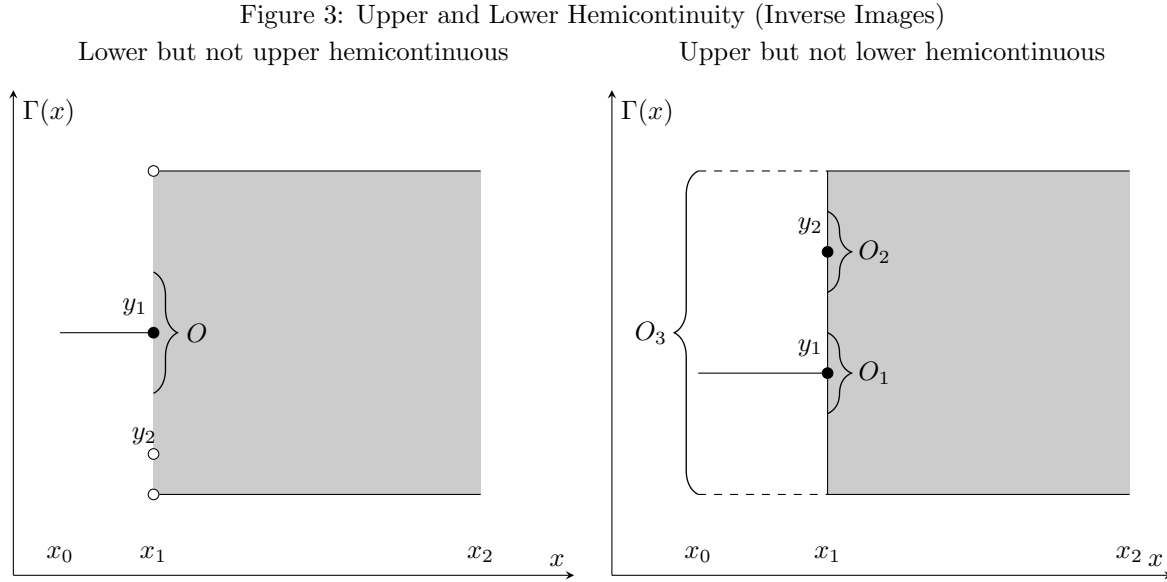 Figure 3: Upper and Lower Hemicontinuity (Inverse Images)
Lower but not upper hemicontinuous
Γ(x)
y₁
O
y₂
x₀ x₁ x₂ x
Upper but not lower hemicontinuous
Γ(x)
y₂
O₂
O₃
y₁
O₁
x₀ x₁ x₂ x